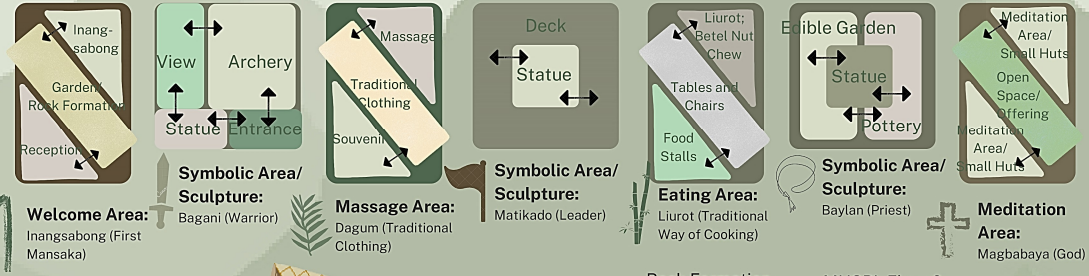 Inang-
sabong
Garden/
Rock Formation
Reception
View
Archery
Statue
Entrance
Massage
Traditional
Clothing
Souvenir
Deck
Statue
Liurot;
Betel Nut
Chew
Tables and
Chairs
Food
Stalls
Edible Garden
Statue
Pottery
Meditation
Area/
Small Huts
Open
Space/
Offering
Meditation
Area/
Small Huts
Welcome Area:
Inangsabong (First
Mansaka)
Symbolic Area/
Sculpture:
Bagani (Warrior)
Massage Area:
Dagum (Traditional
Clothing)
Symbolic Area/
Sculpture:
Matikado (Leader)
Eating Area:
Liurot (Traditional
Way of Cooking)
Symbolic Area/
Sculpture:
Baylan (Priest)
Meditation
Area:
Magbabaya (God)